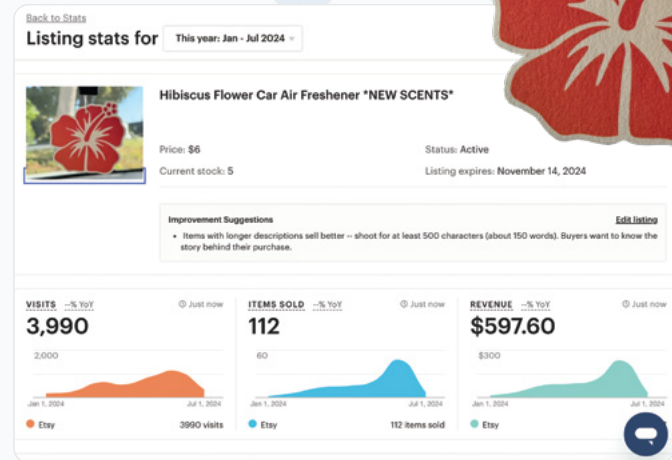 Back to Stats
Listing stats for This year: Jan - Jul 2024
Hibiscus Flower Car Air Freshener *NEW SCENTS*
Price: $6 Status: Active
Current stock: 5 Listing expires: November 14, 2024
Improvement Suggestions Edit listing
• Items with longer descriptions sell better -- shoot for at least 500 characters (about 150 words). Buyers want to know the
story behind their purchase.
VISITS --% YoY Just now ITEMS SOLD --% YoY Just now REVENUE --% YoY Just now
3,990 112 $597.60
2,000 60 $300
Jan 1, 2024 Jul 1, 2024 Jan 1, 2024 Jul 1, 2024 Jan 1, 2024 Jul 1, 2024
Etsy 3990 visits Etsy 112 items sold Etsy